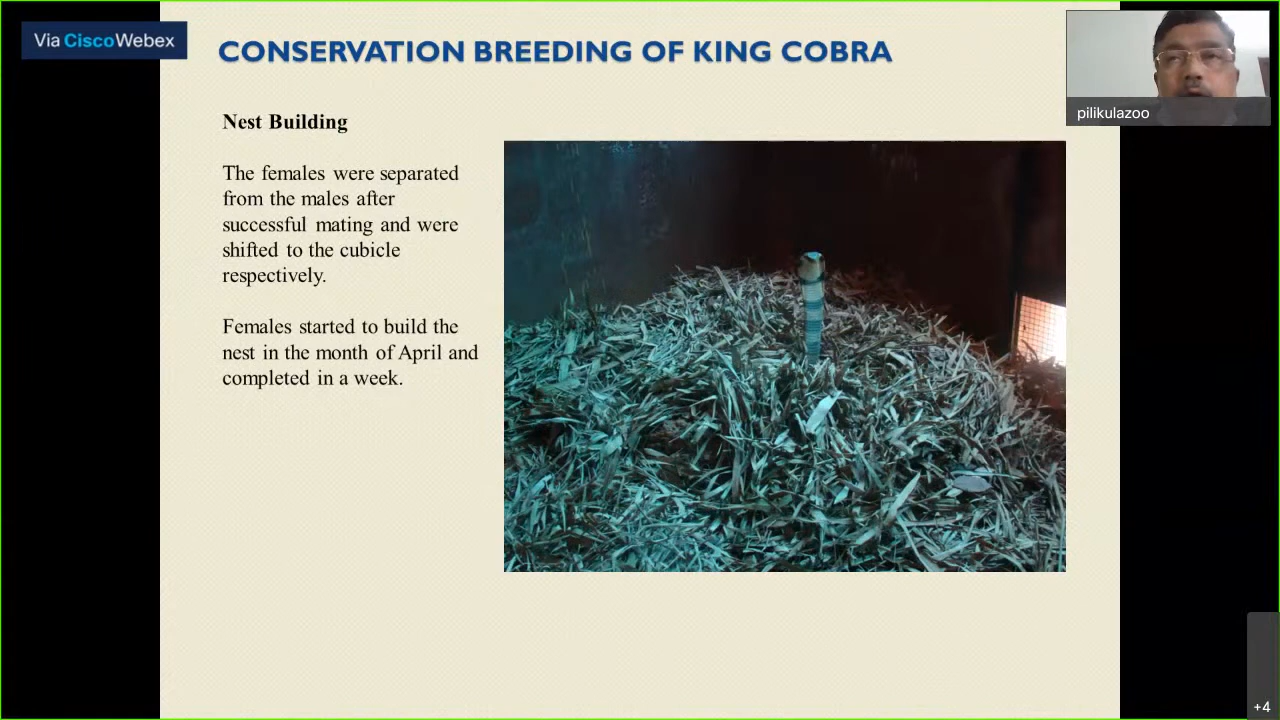 Via Cisco Webex
CONSERVATION BREEDING OF KING COBRA
pilikulazoo
Nest Building
The females were separated
from the males after
successful mating and were
shifted to the cubicle
respectively.
Females started to build the
nest in the month of April and
completed in a week.
+4